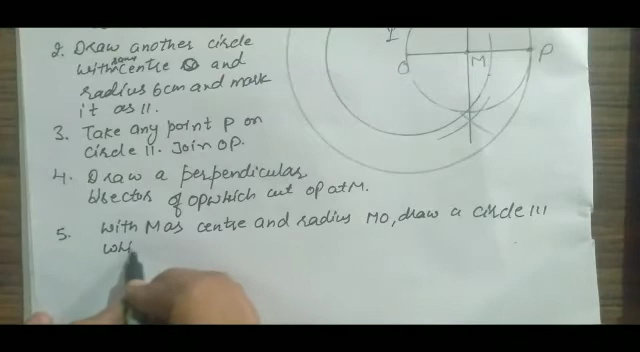 2. Draw another circle
with same centre O and
radius 6cm and mark
it as II.
3. Take any point P on
circle II. Join OP.
4. Draw a perpendicular
bisector of OP which cut OP at M.
5. With M as centre and radius MO, draw a circle III
whi
I
O
M
P